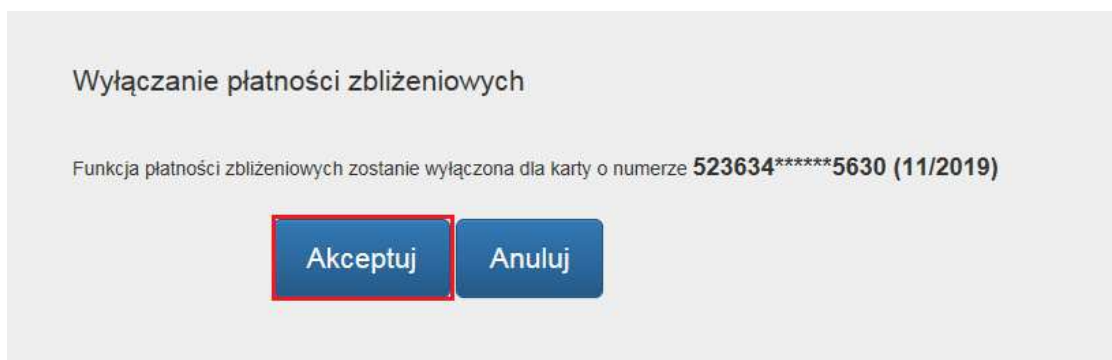 Wyłączanie płatności zbliżeniowych
Funkcja płatności zbliżeniowych zostanie wyłączona dla karty o numerze 523634******5630 (11/2019)
Akceptuj Anuluj